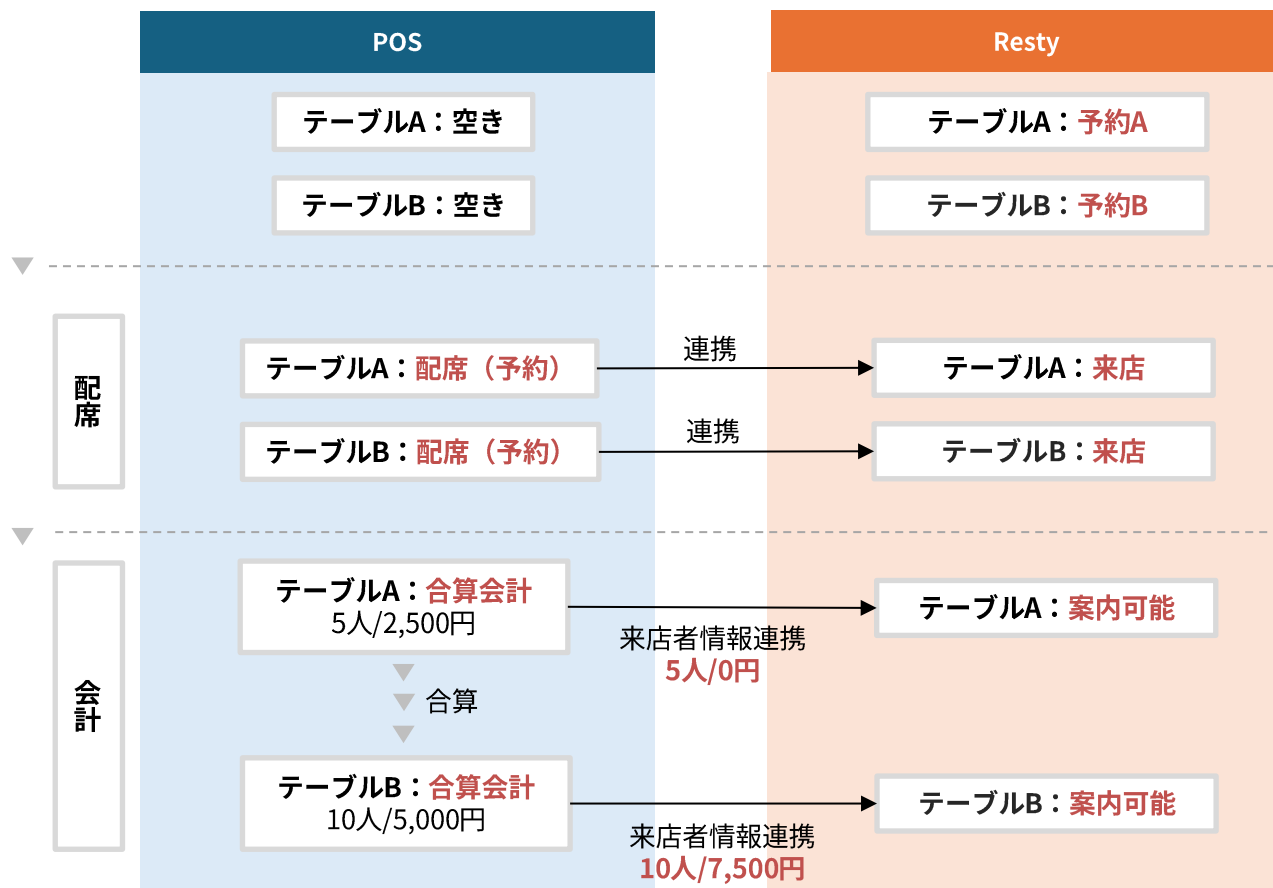 POS
Resty
テーブルA：空き
テーブルA：予約A
テーブルB：空き
テーブルB：予約B
配席
連携
テーブルA：配席（予約）
テーブルA：来店
連携
テーブルB：配席（予約）
テーブルB：来店
会計
テーブルA：合算会計
5人/2,500円
テーブルA：案内可能
来店者情報連携
5人/0円
合算
テーブルB：合算会計
10人/5,000円
テーブルB：案内可能
来店者情報連携
10人/7,500円